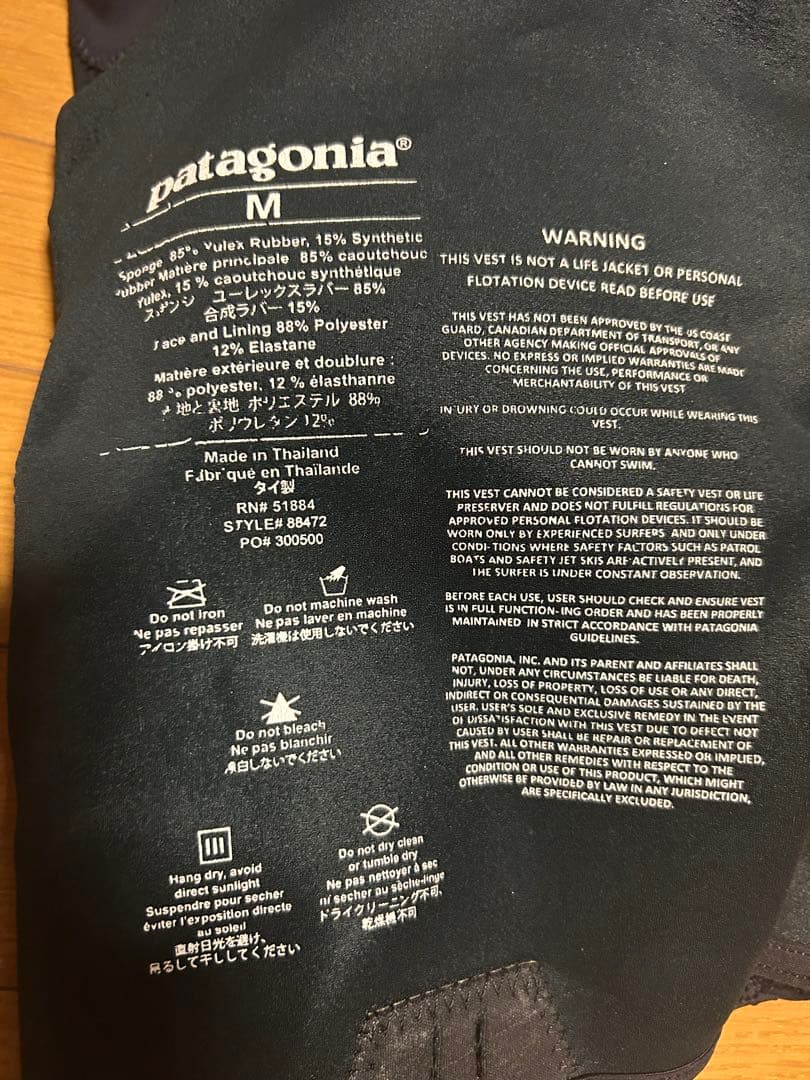 patagonia®
M
Sponge 85% Yulex Rubber, 15% Synthetic
Rubber Matière principale 85% caoutchouc
Yulex, 15 % caoutchouc synthétique
スポンジ ユーレックスラバー 85%
合成ラバー 15%
Face and Lining 88% Polyester
12% Elastane
Matière extérieure et doublure :
88 % polyester, 12 % élasthanne
地と裏地 ポリエステル 88%
ポリウレタン 12%
Made in Thailand
Fabriqué en Thaïlande
タイ製
RN# 51884
STYLE# 88472
PO# 300500
Do not iron
Ne pas repasser
アイロン掛け不可
Do not machine wash
Ne pas laver en machine
洗濯機は使用しないでください
Do not bleach
Ne pas blanchir
漂白しないでください
Hang dry, avoid
direct sunlight
Suspendre pour secher
éviter l'exposition directe
au soleil
直射日光を避け、
吊るして干ししてください
Do not dry clean
or tumble dry
Ne pas nettoyer à sec
ni sécher au sèche-linge
ドライクリーニング不可、
乾燥機不可
WARNING
THIS VEST IS NOT A LIFE JACKET OR PERSONAL
FLOTATION DEVICE READ BEFORE USE
THIS VEST HAS NOT BEEN APPROVED BY THE US COAST
GUARD, CANADIAN DEPARTMENT OF TRANSPORT, OR ANY
OTHER AGENCY MAKING OFFICIAL APPROVALS OF
DEVICES. NO EXPRESS OR IMPLIED WARRANTIES ARE MADE
CONCERNING THE USE, PERFORMANCE OR
MERCHANTABILITY OF THIS VEST
INJURY OR DROWNING COULD OCCUR WHILE WEARING THIS
VEST.
THIS VEST SHOULD NOT BE WORN BY ANYONE WHO
CANNOT SWIM.
THIS VEST CANNOT BE CONSIDERED A SAFETY VEST OR LIFE
PRESERVER AND DOES NOT FULFILL REGULATIONS FOR
APPROVED PERSONAL FLOTATION DEVICES. IT SHOULD BE
WORN ONLY BY EXPERIENCED SURFERS AND ONLY UNDER
CONDI-TIONS WHERE SAFETY FACTORS SUCH AS PATROL
BOATS AND SAFETY JET SKIS ARE ACTIVELY PRESENT, AND
THE SURFER IS UNDER CONSTANT OBSERVATION.
BEFORE EACH USE, USER SHOULD CHECK AND ENSURE VEST
IS IN FULL FUNCTION-ING ORDER AND HAS BEEN PROPERLY
MAINTAINED IN STRICT ACCORDANCE WITH PATAGONIA
GUIDELINES.
PATAGONIA, INC. AND ITS PARENT AND AFFILIATES SHALL
NOT, UNDER ANY CIRCUMSTANCES BE LIABLE FOR DEATH,
INJURY, LOSS OF PROPERTY, LOSS OF USE OR ANY DIRECT,
INDIRECT OR CONSEQUENTIAL DAMAGES SUSTAINED BY THE
USER. USER'S SOLE AND EXCLUSIVE REMEDY IN THE EVENT
OF DISSATISFACTION WITH THIS VEST DUE TO DEFECT NOT
CAUSED BY USER SHALL BE REPAIR OR REPLACEMENT OF
THIS VEST. ALL OTHER WARRANTIES EXPRESSED OR IMPLIED,
AND ALL OTHER REMEDIES WITH RESPECT TO THE
CONDITION OR USE OF THIS PRODUCT, WHICH MIGHT
OTHERWISE BE PROVIDED BY LAW IN ANY JURISDICTION,
ARE SPECIFICALLY EXCLUDED.